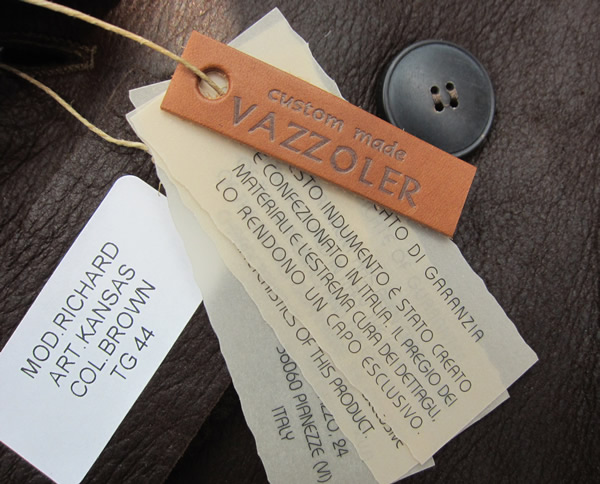 custom made
VAZZOLER
DI GARANZIA
INDUMENTO È STATO CREATO
E CONFEZIONATO IN ITALIA. IL PREGIO DEI
MATERIALI E L'ESTREMA CURA DEI DETTAGLI,
LO RENDONO UN CAPO ESCLUSIVO.
OF THIS PRODUCT.
24
36060 PIANEZZE (VI)
ITALY
MOD.RICHARD
ART.KANSAS
COL.BROWN
TG 44